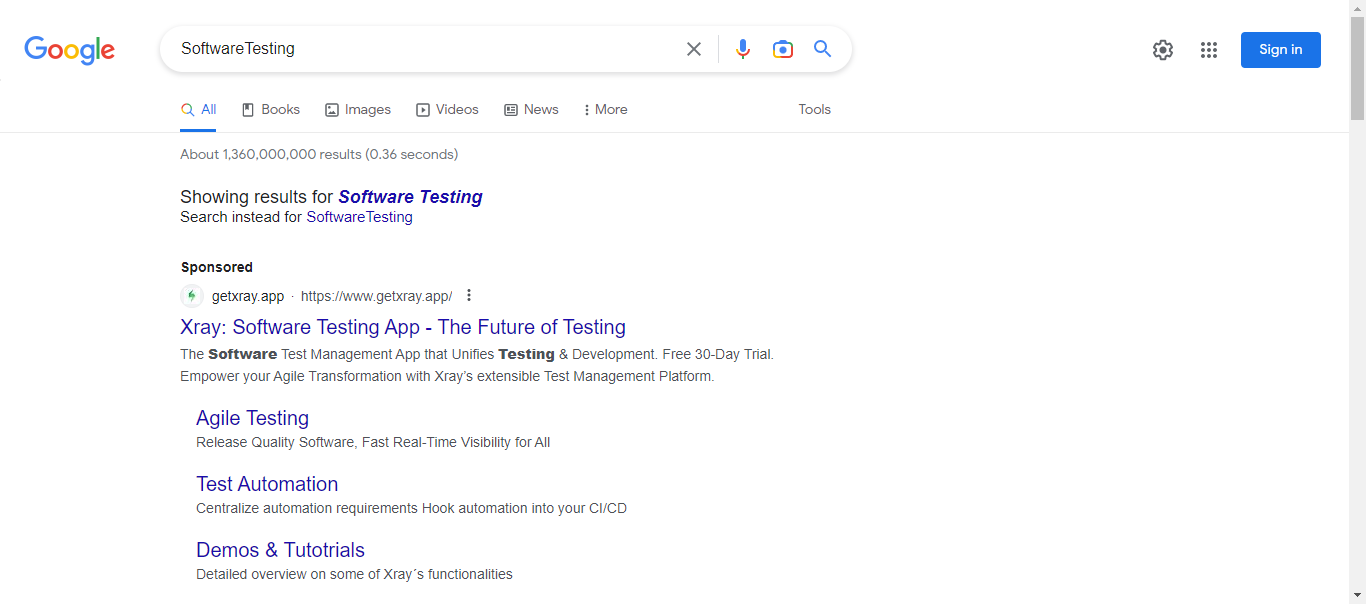 Google
SoftwareTesting
Sign in
All
Books
Images
Videos
News
More
Tools
About 1,360,000,000 results (0.36 seconds)
Showing results for Software Testing
Search instead for SoftwareTesting
Sponsored
getxray.app · https://www.getxray.app/
Xray: Software Testing App - The Future of Testing
The Software Test Management App that Unifies Testing & Development. Free 30-Day Trial.
Empower your Agile Transformation with Xray’s extensible Test Management Platform.
Agile Testing
Release Quality Software, Fast Real-Time Visibility for All
Test Automation
Centralize automation requirements Hook automation into your CI/CD
Demos & Tutotrials
Detailed overview on some of Xray´s functionalities